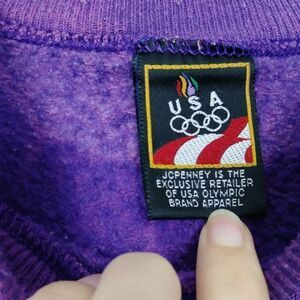 USA
JCPENNEY IS THE
EXCLUSIVE RETAILER
OF USA OLYMPIC
BRAND APPAREL